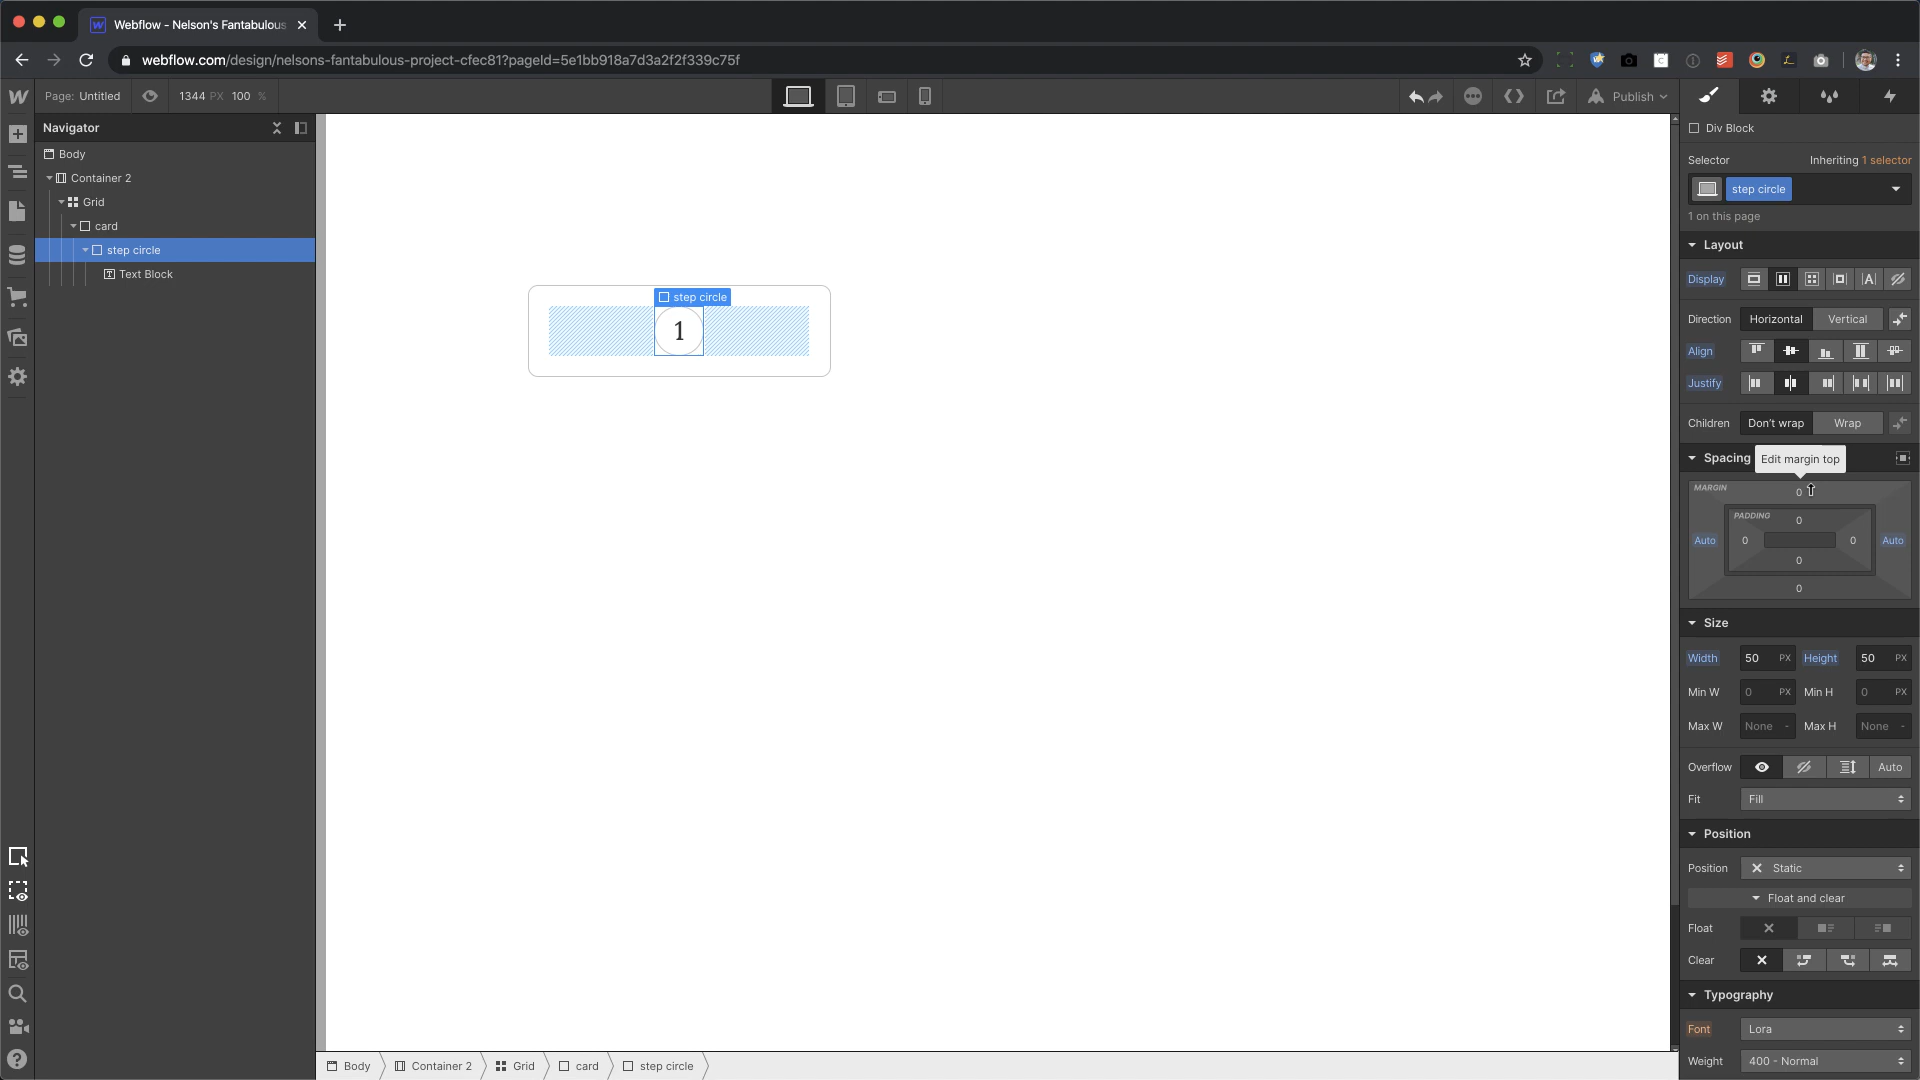 Webflow - Nelson's Fantabulous
webflow.com/design/nelsons-fantabulous-project-cfec81?pageId=5e1bb918a7d3a2f2f339c75f
Page: Untitled 1344 PX 100 % Publish
Navigator
Body
Container 2
Grid
card
step circle
Text Block
step circle
1
Div Block
Selector Inheriting 1 selector
step circle
1 on this page
Layout
Display
Direction Horizontal Vertical
Align
Justify
Children Don't wrap Wrap
Spacing Edit margin top
MARGIN 0
PADDING 0
Auto 0 0 Auto
0
0
Size
Width 50 PX Height 50 PX
Min W 0 PX Min H 0 PX
Max W None - Max H None -
Overflow Auto
Fit Fill
Position
Position Static
Float and clear
Float
Clear
Typography
Font Lora
Weight 400 - Normal
Body Container 2 Grid card step circle